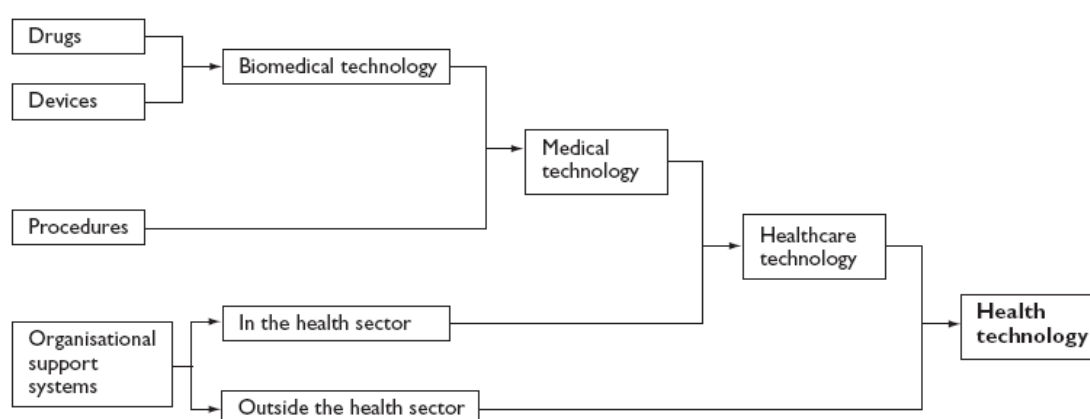 Drugs
Biomedical technology
Devices
Medical
technology
Procedures
Healthcare
technology
In the health sector
Organisational
support
systems
Health
technology
Outside the health sector